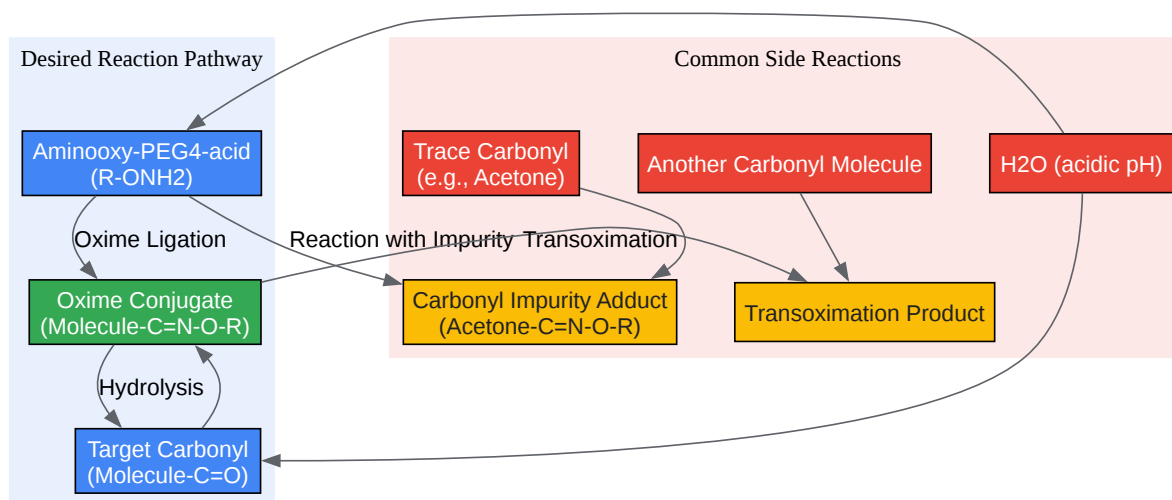 Desired Reaction Pathway
Common Side Reactions
Aminooxy-PEG4-acid
(R-ONH2)
Trace Carbonyl
(e.g., Acetone)
Another Carbonyl Molecule
H2O (acidic pH)
Oxime Ligation
Reaction with Impurity
Transoximation
Oxime Conjugate
(Molecule-C=N-O-R)
Carbonyl Impurity Adduct
(Acetone-C=N-O-R)
Transoximation Product
Hydrolysis
Target Carbonyl
(Molecule-C=O)